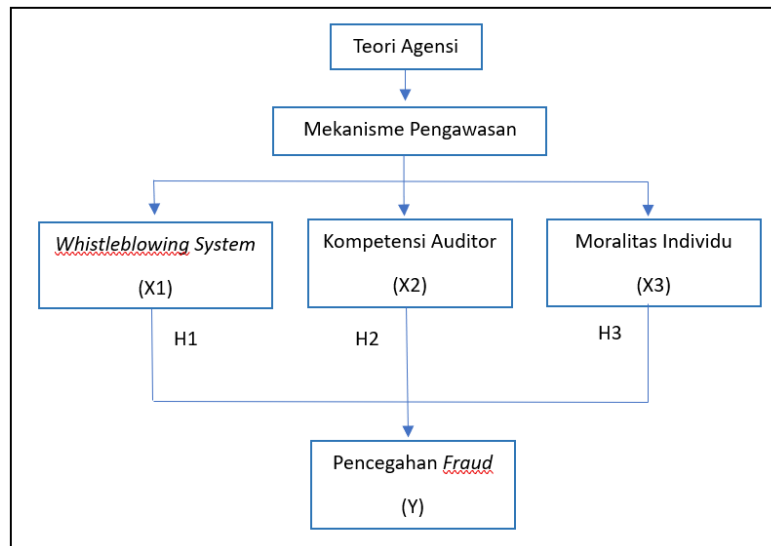 Teori Agensi
Mekanisme Pengawasan
Whistleblowing System
(X1)
Kompetensi Auditor
(X2)
Moralitas Individu
(X3)
H1
H2
H3
Pencegahan Fraud
(Y)